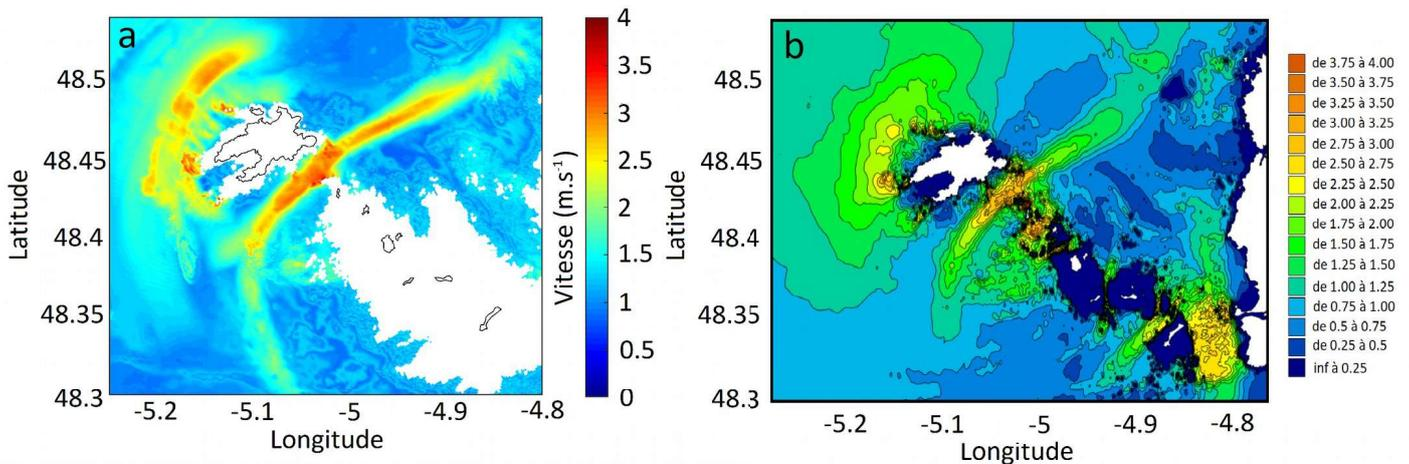 a
48.5
48.45
48.4
48.35
48.3
Latitude
-5.2
-5.1
-5
-4.9
-4.8
Longitude
4
3.5
3
2.5
2
1.5
1
0.5
0
Vitesse (m.s⁻¹)
b
48.5
48.45
48.4
48.35
48.3
Latitude
-5.2
-5.1
-5
-4.9
-4.8
Longitude
de 3.75 à 4.00
de 3.50 à 3.75
de 3.25 à 3.50
de 3.00 à 3.25
de 2.75 à 3.00
de 2.50 à 2.75
de 2.25 à 2.50
de 2.00 à 2.25
de 1.75 à 2.00
de 1.50 à 1.75
de 1.25 à 1.50
de 1.00 à 1.25
de 0.75 à 1.00
de 0.5 à 0.75
de 0.25 à 0.5
inf à 0.25